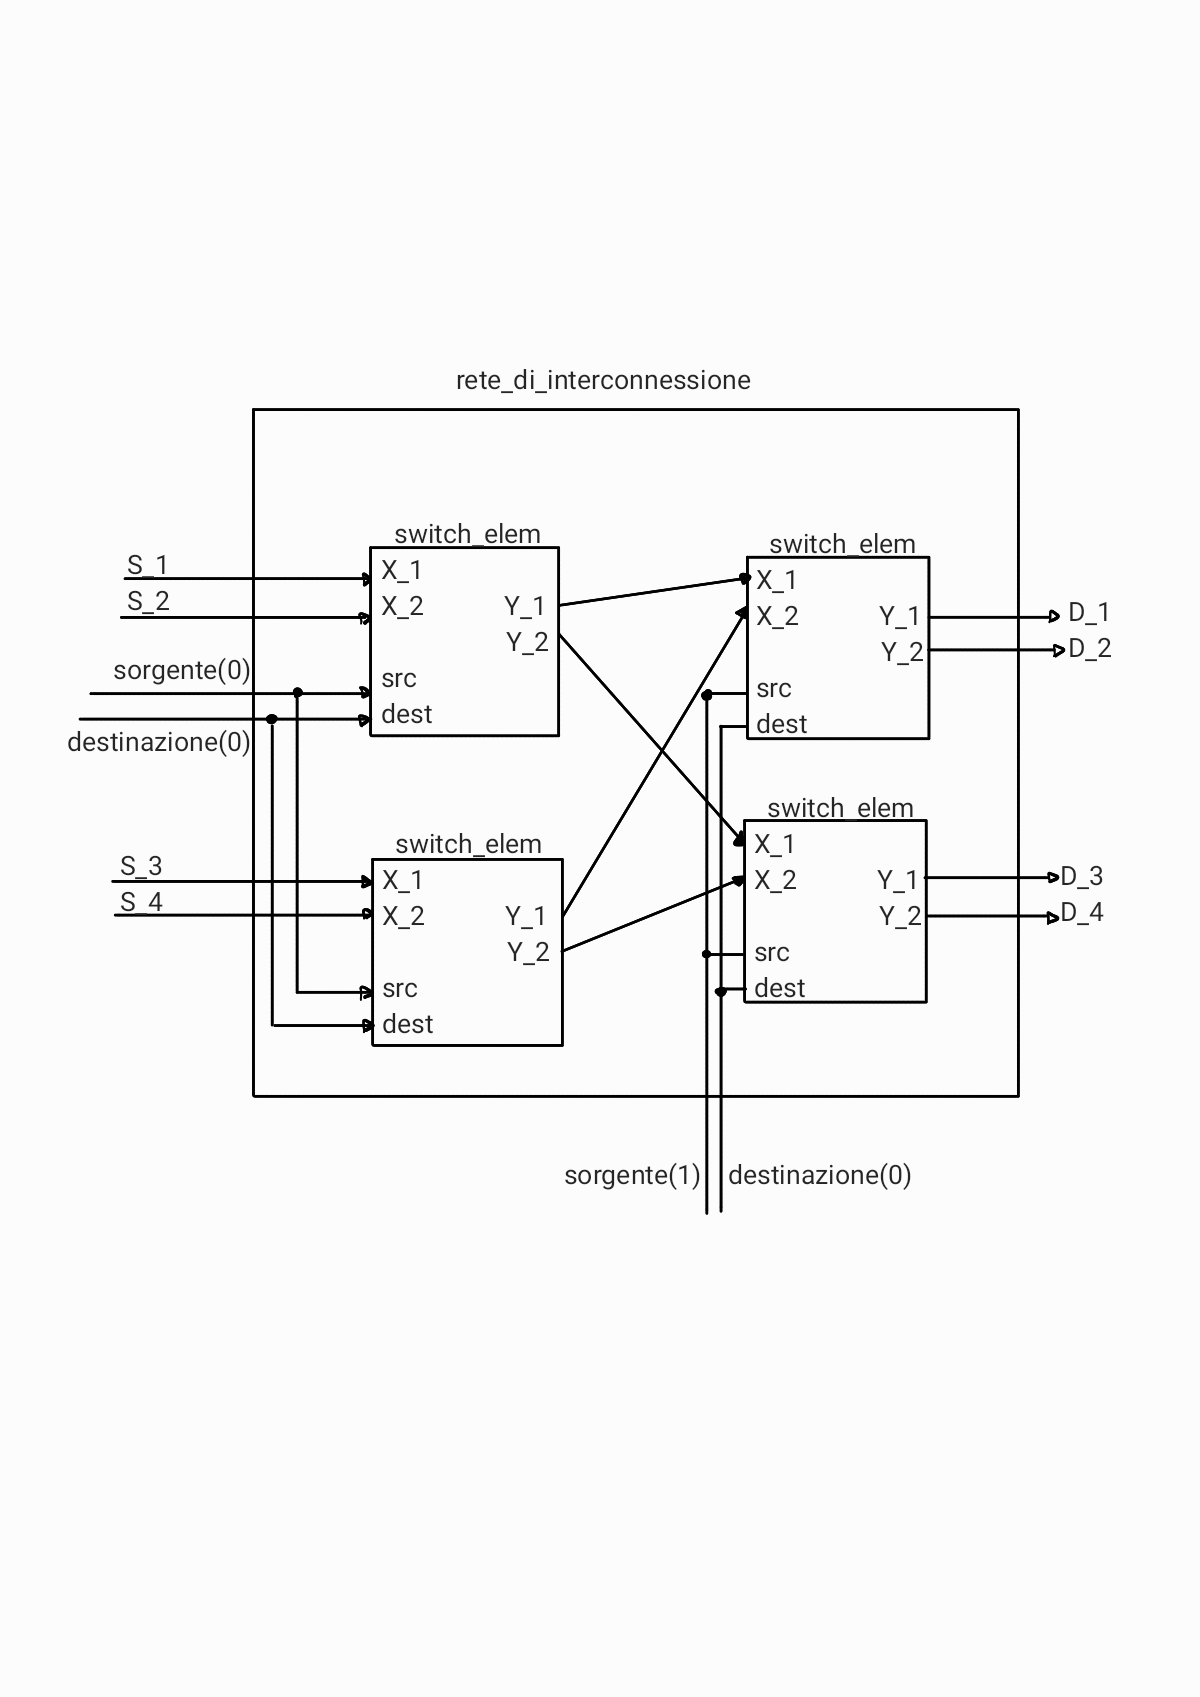 rete_di_interconnessione
switch_elem
S_1
S_2
X_1
X_2
Y_1
Y_2
sorgente(0)
destinazione(0)
src
dest
switch_elem
X_1
X_2
Y_1
Y_2
src
dest
D_1
D_2
switch_elem
S_3
S_4
X_1
X_2
Y_1
Y_2
src
dest
switch_elem
X_1
X_2
Y_1
Y_2
src
dest
D_3
D_4
sorgente(1)
destinazione(0)